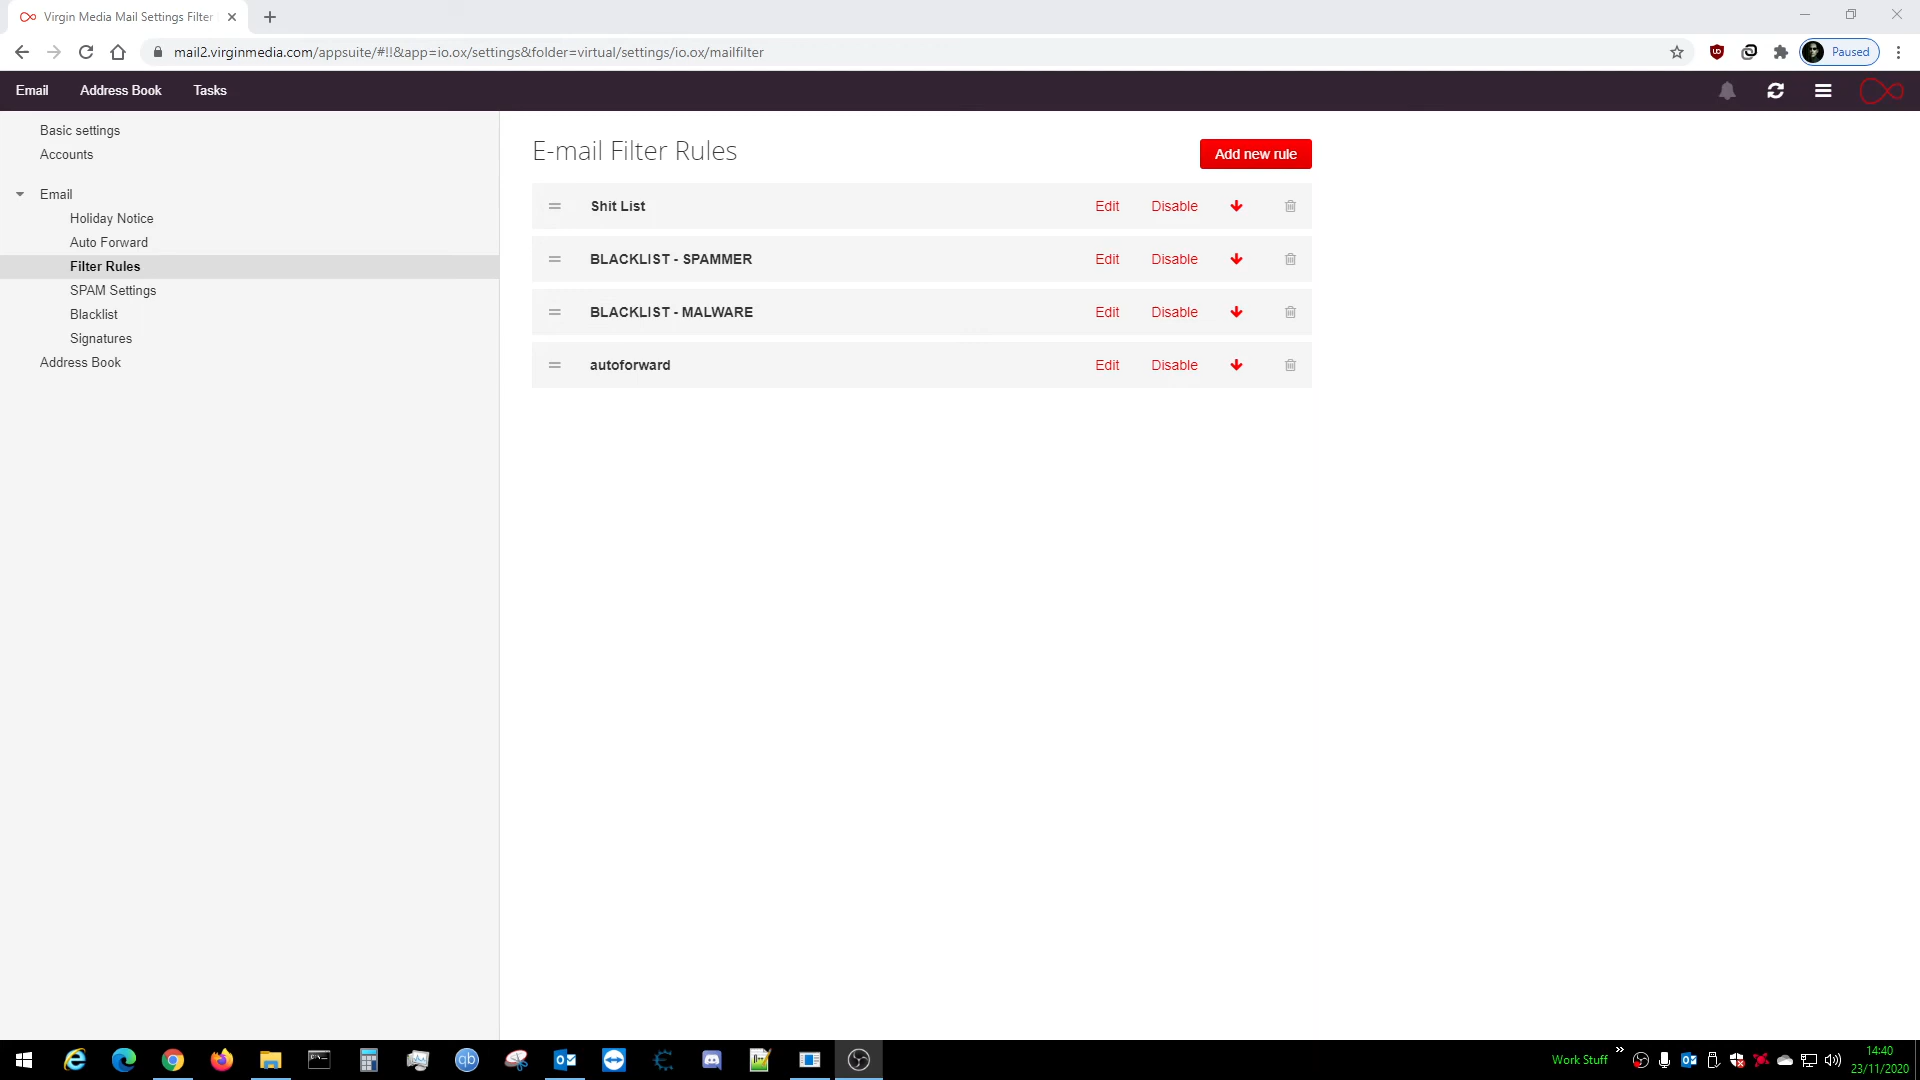 Virgin Media Mail Settings Filter
mail2.virginmedia.com/appsuite/#!!&app=io.ox/settings&folder=virtual/settings/io.ox/mailfilter
Paused
Email Address Book Tasks
Basic settings
Accounts
Email
Holiday Notice
Auto Forward
Filter Rules
SPAM Settings
Blacklist
Signatures
Address Book
E-mail Filter Rules
Add new rule
Shit List Edit Disable
BLACKLIST - SPAMMER Edit Disable
BLACKLIST - MALWARE Edit Disable
autoforward Edit Disable
qb
Work Stuff
14:40
23/11/2020